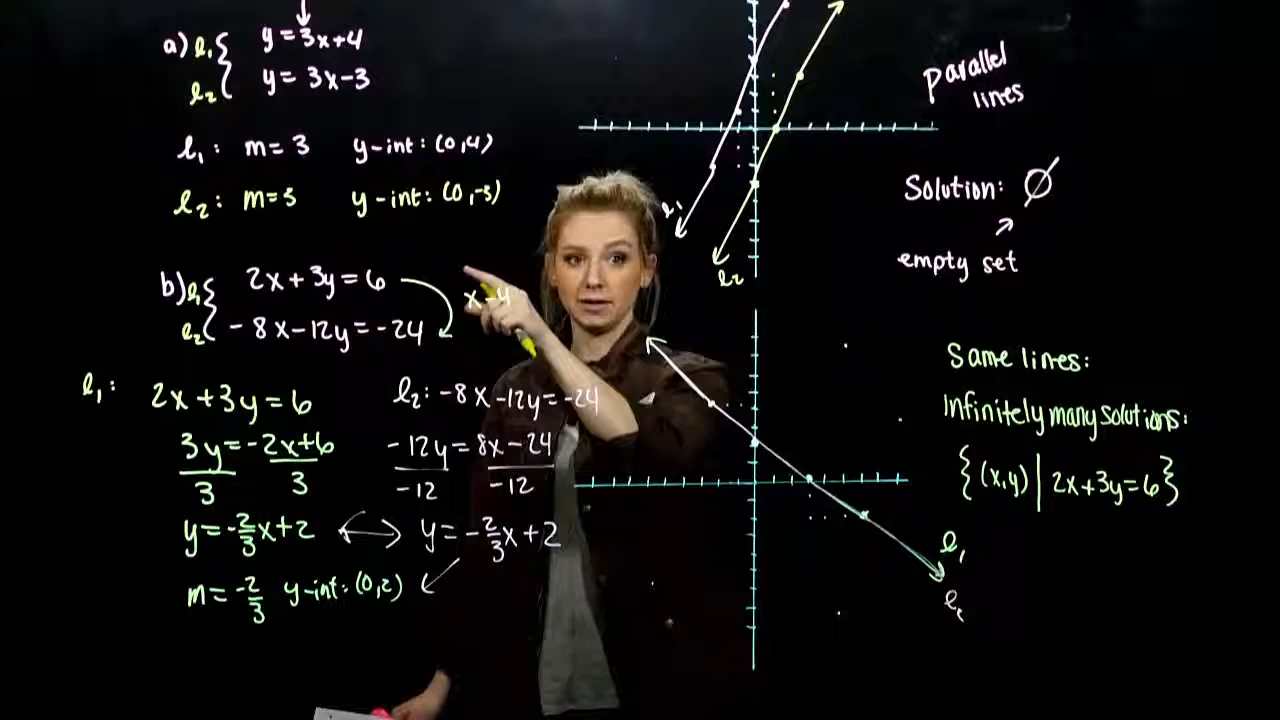 a) l₁ { y = 3x+4
l₂ y = 3x-3
l₁: m = 3 y-int: (0,4)
l₂: m=3 y-int: (0,-3)
b) l₁ { 2x+3y=6
l₂ -8x-12y=-24
x-4
l₁: 2x+3y=6
3y=-2x+6
3 3
y=-2/3x+2
m=-2/3 y-int: (0,2)
l₂: -8x-12y=-24
-12y=8x-24
-12 -12
y=-2/3x+2
l₁
l₂
Parallel
lines
Solution: ∅
empty set
Same lines:
Infinitely many solutions:
{(x,y)|2x+3y=6}
l₁
l₂